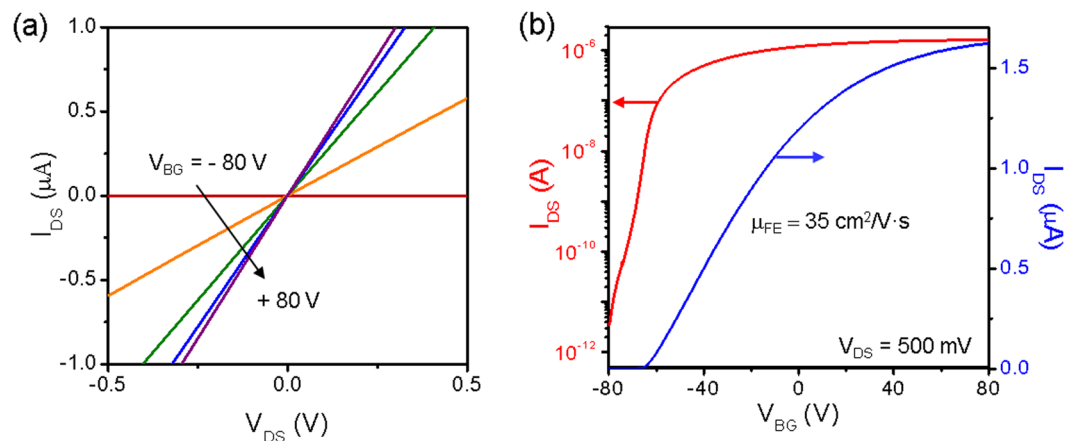 (a)
1.0
0.5
0.0
-0.5
-1.0
I_DS (μA)
V_BG = - 80 V
+ 80 V
-0.5
0.0
0.5
V_DS (V)
(b)
10^-6
10^-8
10^-10
10^-12
I_DS (A)
μ_FE = 35 cm²/V·s
V_DS = 500 mV
1.5
1.0
0.5
0.0
I_DS (μA)
-80
-40
0
40
80
V_BG (V)